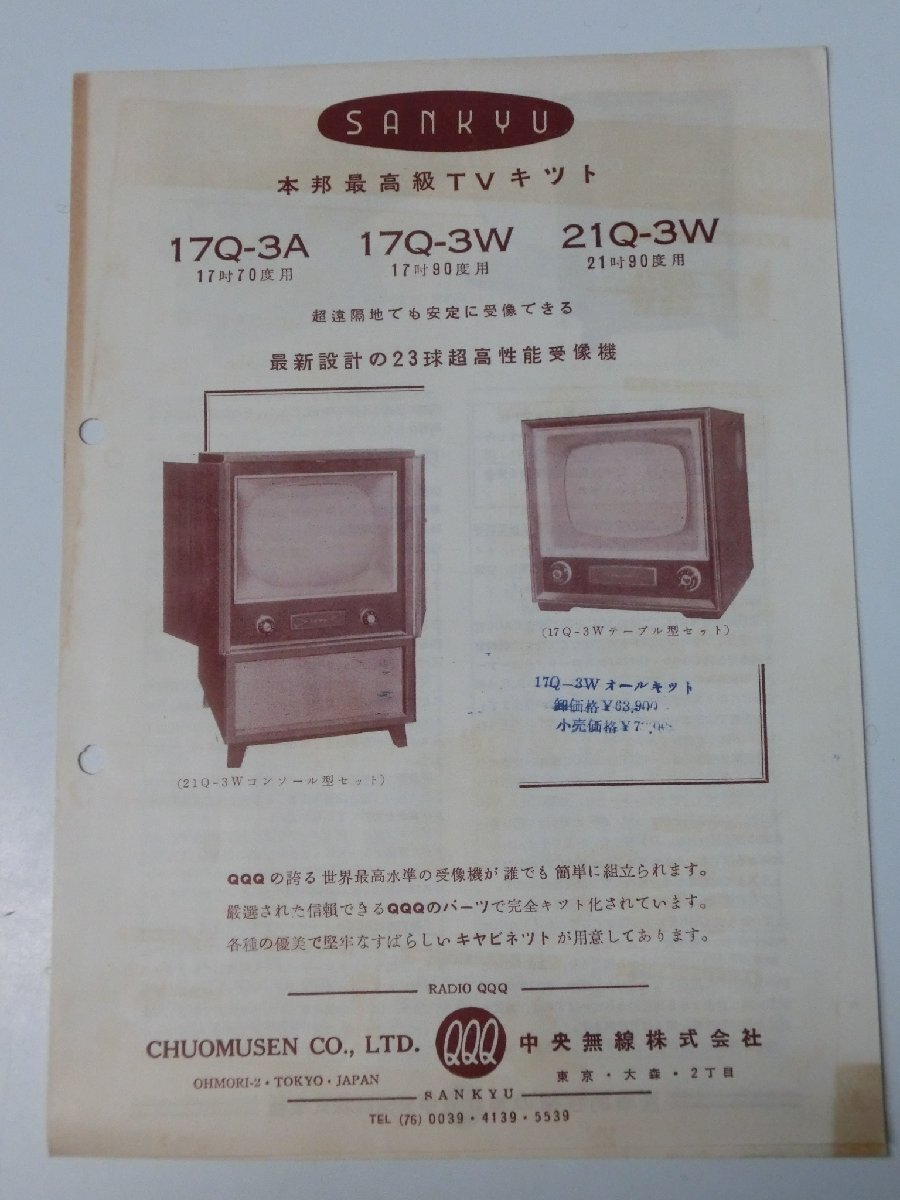 SANKYU
本邦最高級TVキツト
17Q-3A 17Q-3W 21Q-3W
17吋70度用 17吋90度用 21吋90度用
超遠隔地でも安定に受像できる
最新設計の23球超高性能受像機
(17Q-3Wテーブル型セット)
17Q-3Wオールキット
卸価格¥63,900
小売価格
(21Q-3Wコンソール型セット)
QQQの誇る世界最高水準の受像機が誰でも簡単に組立られます。
厳選された信頼できるQQQのパーツで完全キット化されています。
各種の優美で堅牢なすばらしいキヤビネツトが用意してあります。
RADIO QQQ
CHUOMUSEN CO., LTD. QQQ 中央無線株式会社
OHMORI-2・TOKYO・JAPAN 東京・大森・2丁目
SANKYU
TEL (76) 0039・4139・5539